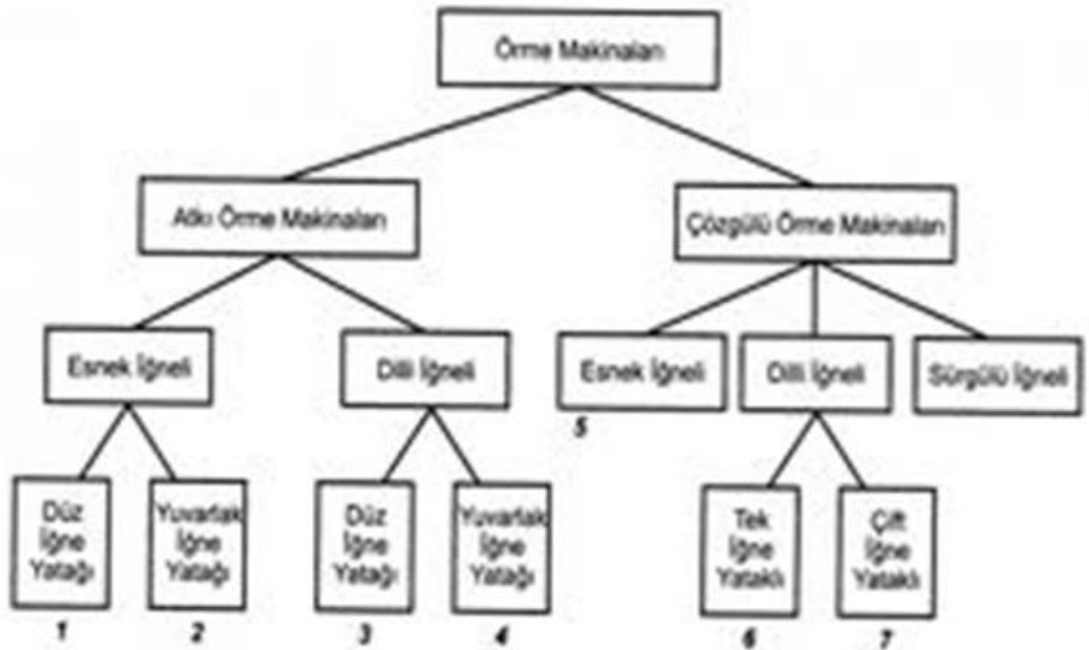 Örme Makinaları
Atkı Örme Makinaları
Çözgülü Örme Makinaları
Esnek İğneli
Dilli İğneli
Esnek İğneli
Dilli İğneli
Sürgülü İğneli
5
Düz
İğne
Yatağı
Yuvarlak
İğne
Yatağı
Düz
İğne
Yatağı
Yuvarlak
İğne
Yatağı
Tek
İğne
Yataklı
Çift
İğne
Yataklı
1
2
3
4
6
7